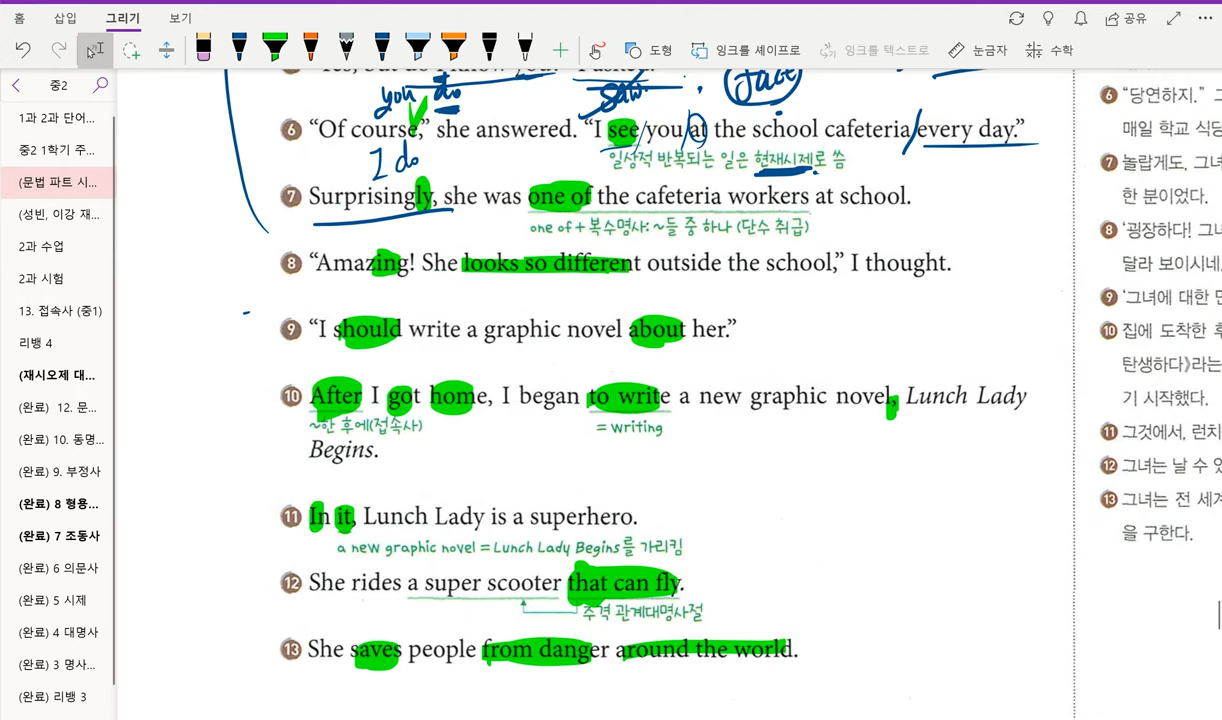 홈 삽입 그리기 보기
공유
도형 잉크를 셰이프로 잉크를 텍스트로 눈금자 수학
중2
1과 2과 단어...
중2 1학기 주...
(문법 파트 시...
(성빈, 이강 재...
2과 수업
2과 시험
13. 접속사 (중1)
리뱅 4
(재시오제 대...
(완료) 12. 문...
(완료) 10. 동명...
(완료) 9. 부정사
(완료) 8 형용...
(완료) 7 조동사
(완료) 6 의문사
(완료) 5 시제
(완료) 4 대명사
(완료) 3 명사...
(완료) 리뱅 3
you do saw face
6 “Of course,” she answered. “I see you at the school cafeteria every day.”
I do
일상적 반복되는 일은 현재시제로 씀
7 Surprisingly, she was one of the cafeteria workers at school.
one of + 복수명사: ~들 중 하나 (단수 취급)
8 “Amazing! She looks so different outside the school,” I thought.
9 “I should write a graphic novel about her.”
10 After I got home, I began to write a new graphic novel, Lunch Lady
~한 후에(접속사) = writing
Begins.
11 In it, Lunch Lady is a superhero.
a new graphic novel = Lunch Lady Begins를 가리킴
12 She rides a super scooter that can fly.
주격 관계대명사절
13 She saves people from danger around the world.
6 “당연하지.” 그
매일 학교 식당
7 놀랍게도, 그녀
한 분이었다.
8 ‘굉장하다! 그녀
달라 보이시네.
9 ‘그녀에 대한 만
10 집에 도착한 후
탄생하다》라는
기 시작했다.
11 그것에서, 런치
12 그녀는 날 수 있
13 그녀는 전 세계
을 구한다.